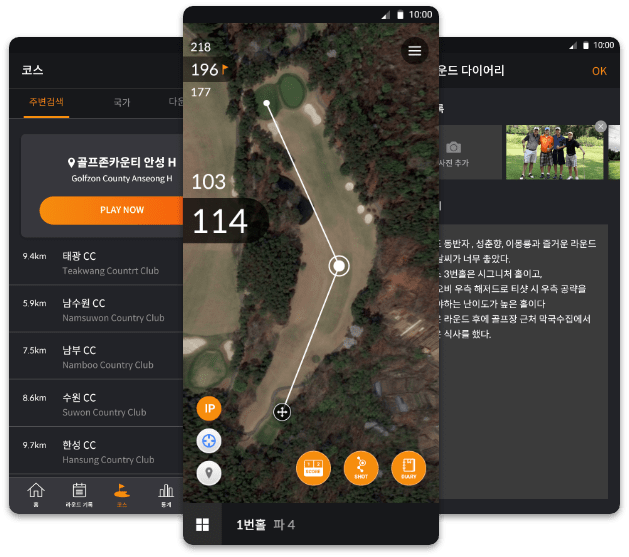 코스
주변검색
국가
다운
골프존카운티 안성 H
Golfzon County Anseong H
PLAY NOW
9.4km 태광 CC
Teakwang Countrt Club
5.9km 남수원 CC
Namsuwon Country Club
7.5km 남부 CC
Namboo Country Club
8.6km 수원 CC
Suwon Country Club
9.7km 한성 CC
Hansung Country Club
홈
라운드 기록
코스
통계
10:00
218
196
177
103
114
IP
1 2
SCORE
SHOT
DIARY
1번홀 파 4
10:00
운드 다이어리
OK
록
사진 추가
동반자 , 성춘향, 이몽룡과 즐거운 라운드
날씨가 너무 좋았다.
3번홀은 시그니처 홀이고,
코비 우측 해저드로 티샷 시 우측 공략을
야하는 난이도가 높은 홀이다
라운드 후에 골프장 근처 막국수집에서
식사를 했다.